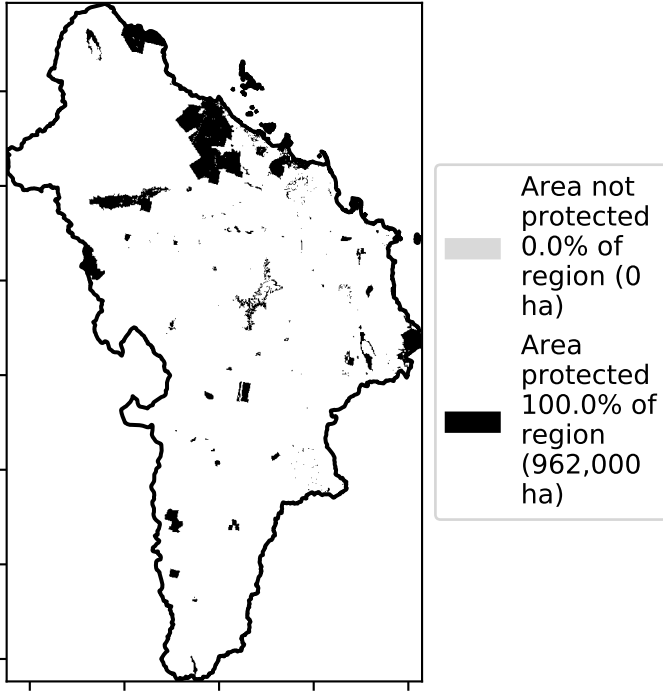 Area not
protected
0.0% of
region (0
ha)
Area
protected
100.0% of
region
(962,000
ha)